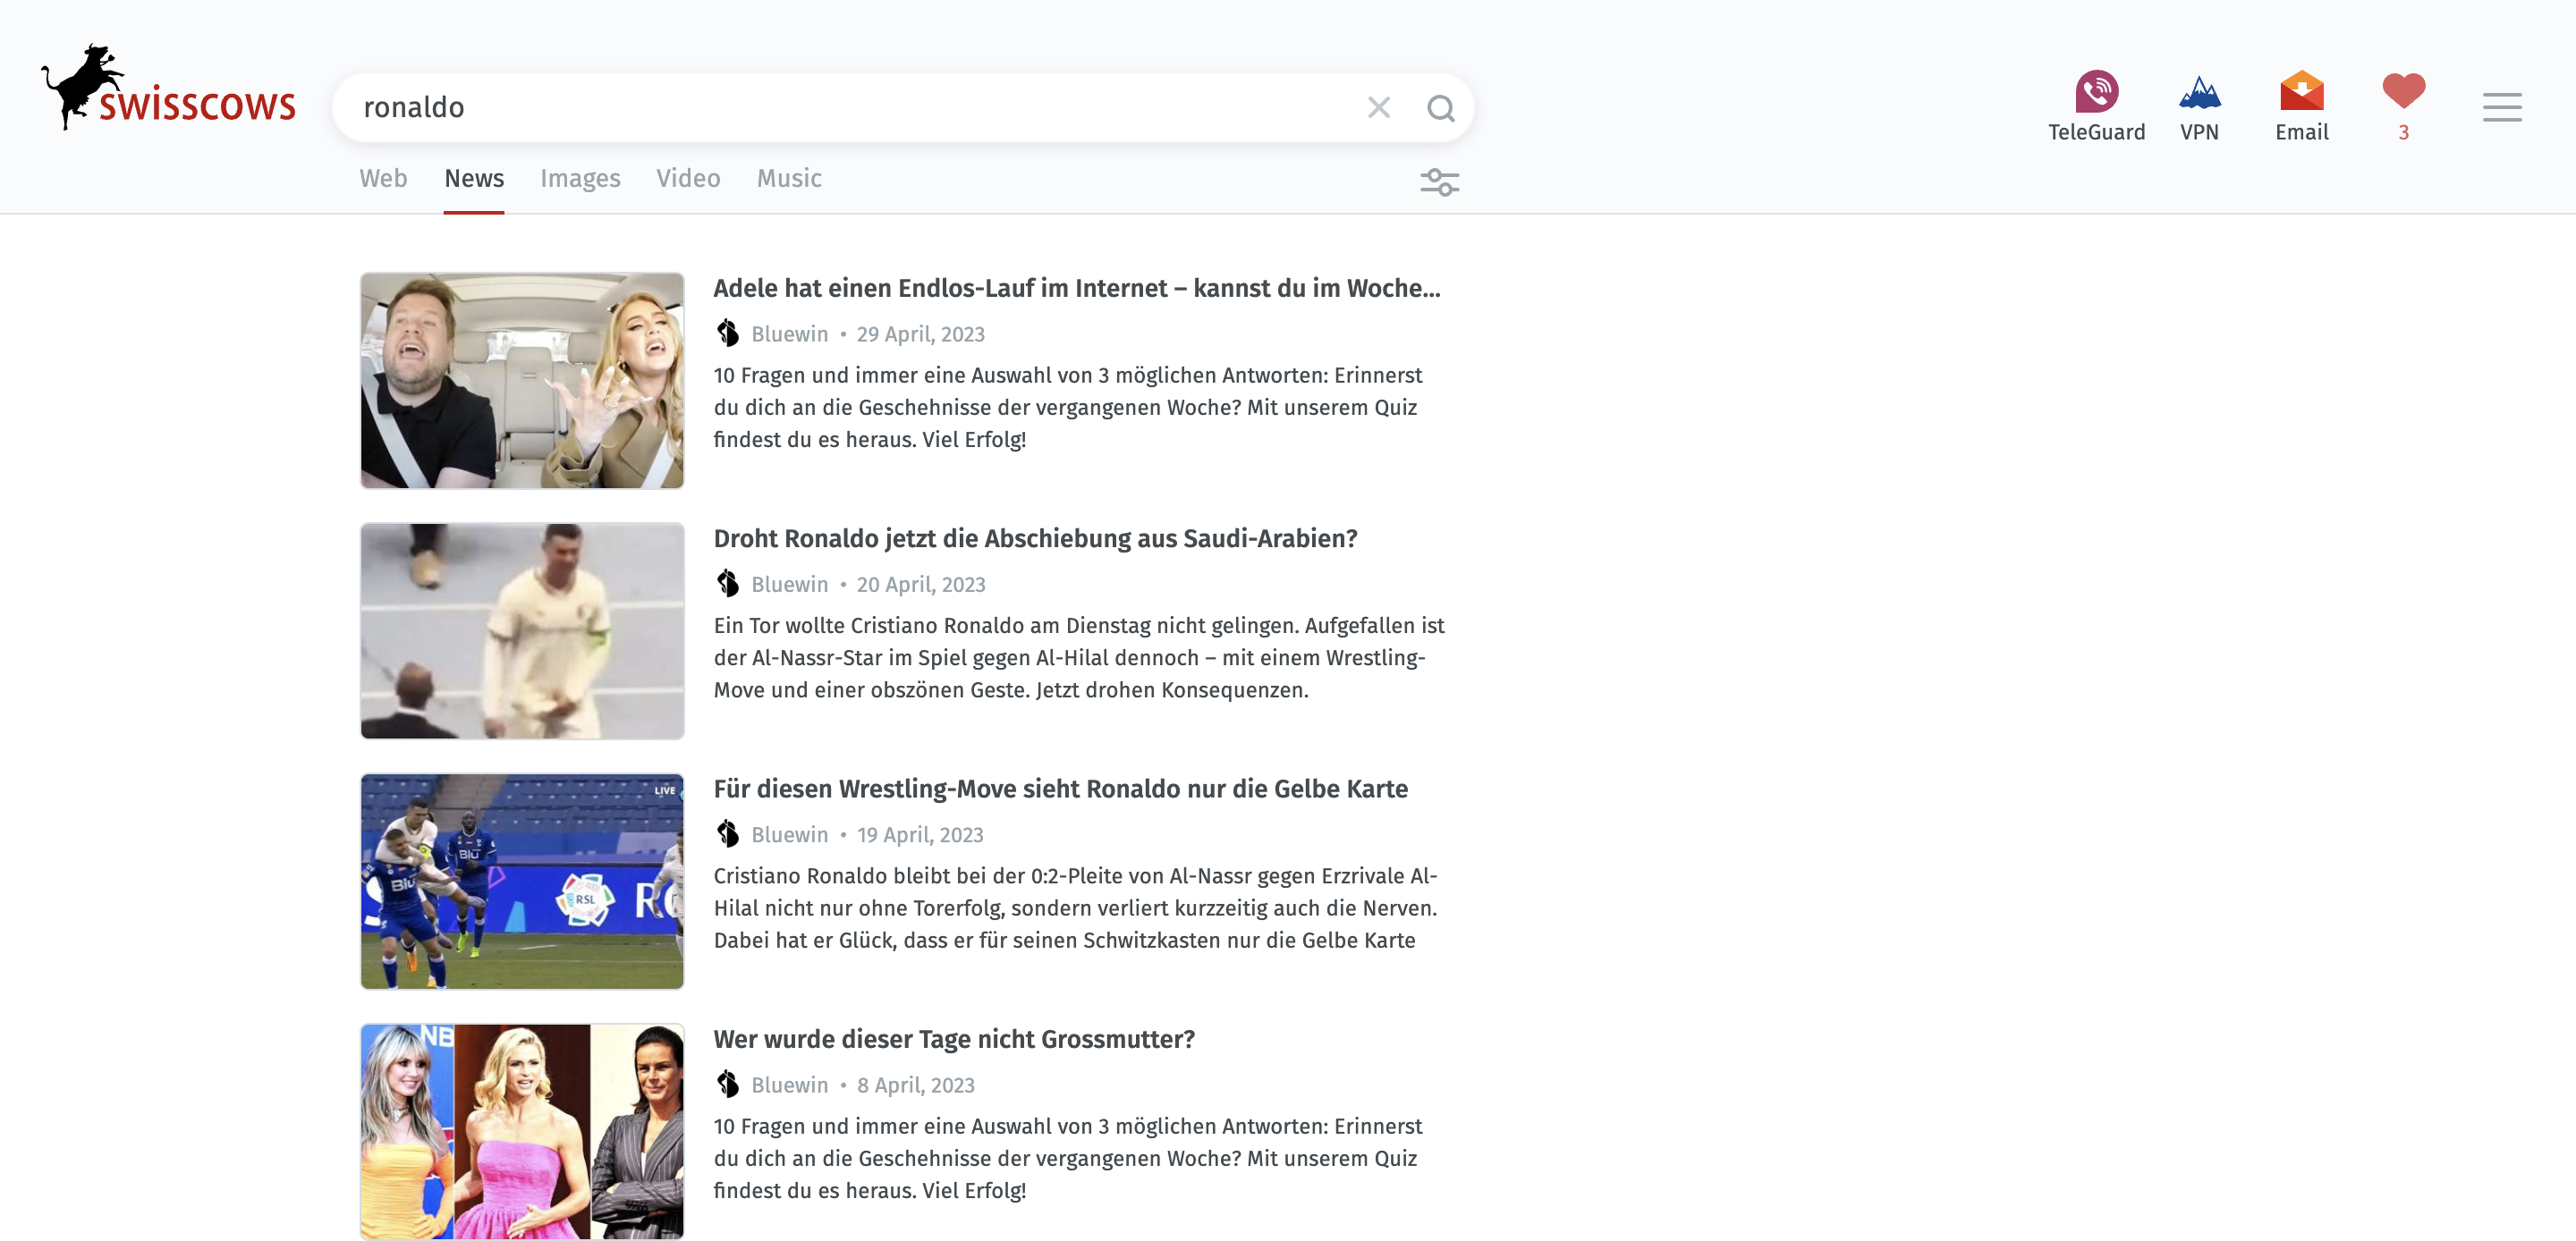 swisscows
ronaldo
TeleGuard
VPN
Email
3
Web
News
Images
Video
Music
Adele hat einen Endlos-Lauf im Internet – kannst du im Woche...
Bluewin • 29 April, 2023
10 Fragen und immer eine Auswahl von 3 möglichen Antworten: Erinnerst
du dich an die Geschehnisse der vergangenen Woche? Mit unserem Quiz
findest du es heraus. Viel Erfolg!
Droht Ronaldo jetzt die Abschiebung aus Saudi-Arabien?
Bluewin • 20 April, 2023
Ein Tor wollte Cristiano Ronaldo am Dienstag nicht gelingen. Aufgefallen ist
der Al-Nassr-Star im Spiel gegen Al-Hilal dennoch – mit einem Wrestling-
Move und einer obszönen Geste. Jetzt drohen Konsequenzen.
LIVE
Blu
Blu
RSL
Für diesen Wrestling-Move sieht Ronaldo nur die Gelbe Karte
Bluewin • 19 April, 2023
Cristiano Ronaldo bleibt bei der 0:2-Pleite von Al-Nassr gegen Erzrivale Al-
Hilal nicht nur ohne Torerfolg, sondern verliert kurzzeitig auch die Nerven.
Dabei hat er Glück, dass er für seinen Schwitzkasten nur die Gelbe Karte
NB
Wer wurde dieser Tage nicht Grossmutter?
Bluewin • 8 April, 2023
10 Fragen und immer eine Auswahl von 3 möglichen Antworten: Erinnerst
du dich an die Geschehnisse der vergangenen Woche? Mit unserem Quiz
findest du es heraus. Viel Erfolg!